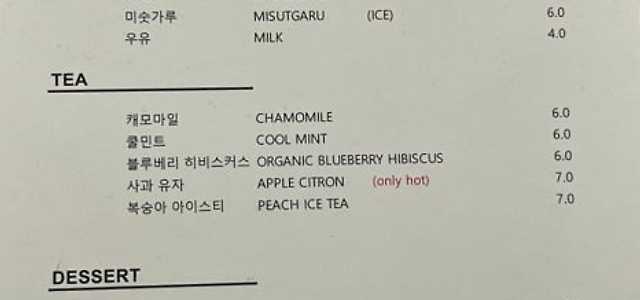 미숫가루 MISUTGARU (ICE) 6.0
우유 MILK 4.0
TEA
캐모마일 CHAMOMILE 6.0
쿨민트 COOL MINT 6.0
블루베리 히비스커스 ORGANIC BLUEBERRY HIBISCUS 6.0
사과 유자 APPLE CITRON (only hot) 7.0
복숭아 아이스티 PEACH ICE TEA 7.0
DESSERT